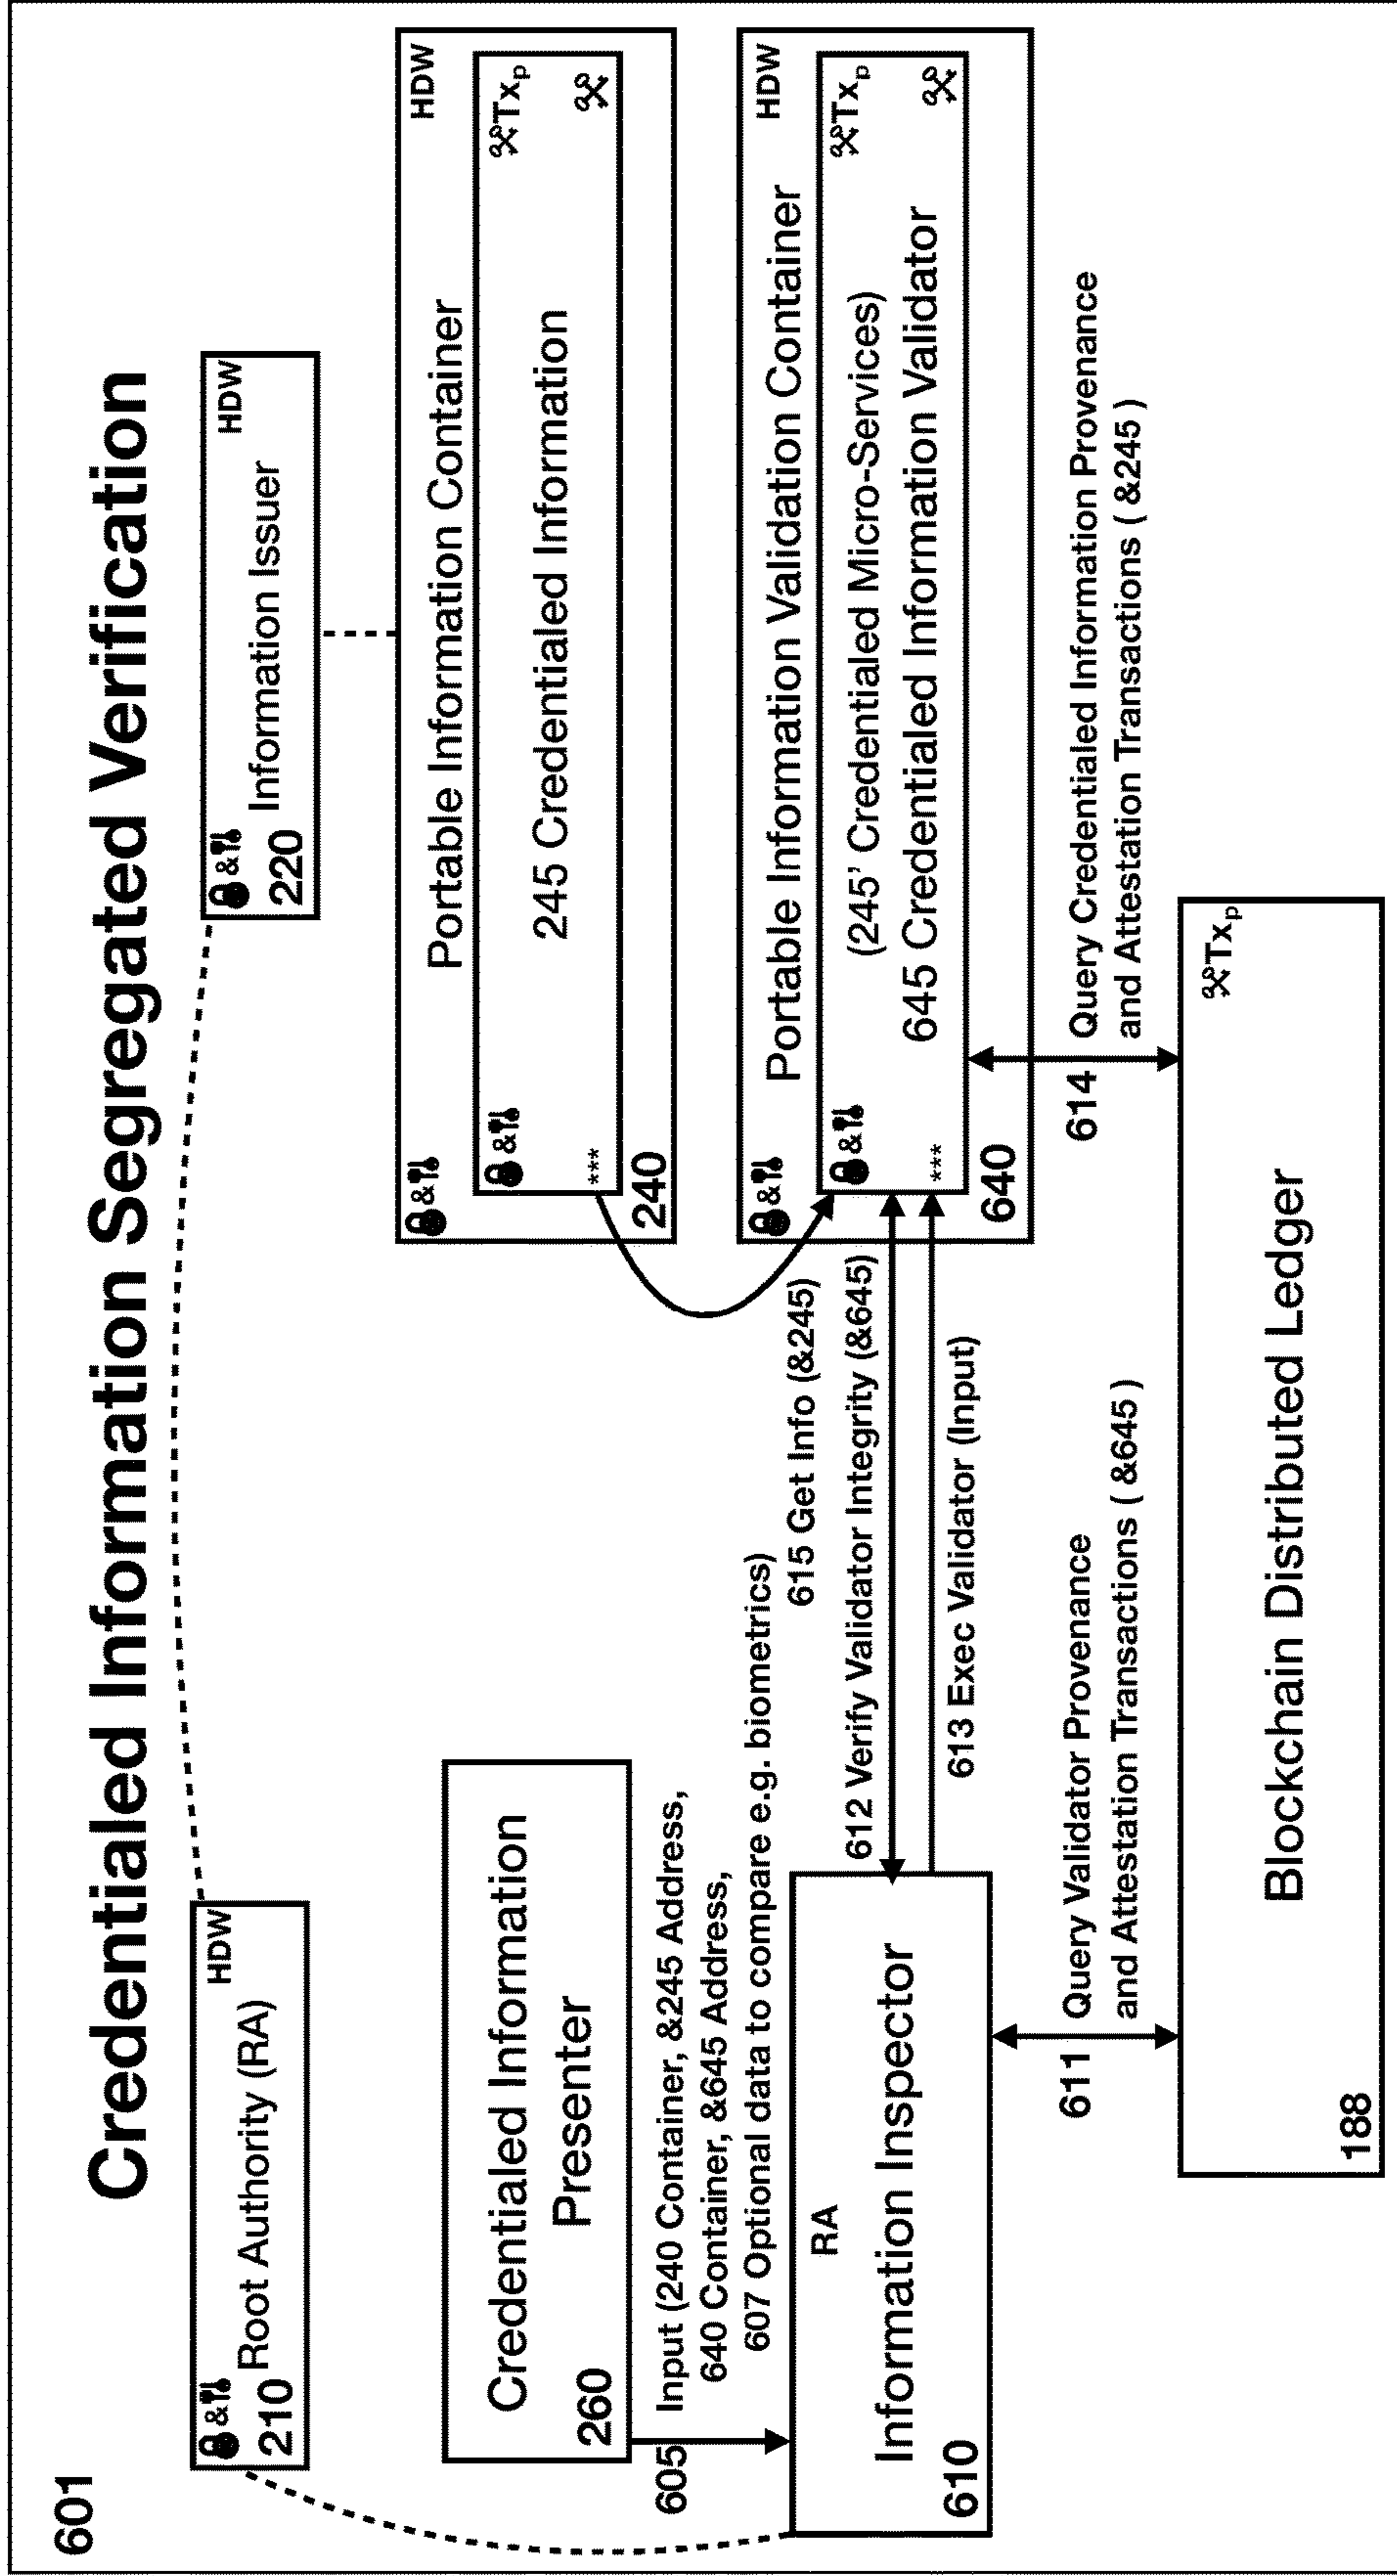 601
Credentialed Information Segregated Verification
&
HDW
Root Authority (RA)
210
&
HDW
Information Issuer
220
Credentialed Information
Presenter
260
605
Input (240 Container, &245 Address,
640 Container, &645 Address,
607 Optional data to compare e.g. biometrics)
&
Portable Information Container
HDW
&
Txp
245 Credentialed Information
***
240
615 Get Info (&245)
612 Verify Validator Integrity (&645)
613 Exec Validator (Input)
&
Portable Information Validation Container
HDW
&
Txp
(245' Credentialed Micro-Services)
645 Credentialed Information Validator
***
640
RA
Information Inspector
610
611
Query Validator Provenance
and Attestation Transactions ( &645 )
614
Query Credentialed Information Provenance
and Attestation Transactions ( &245 )
Txp
Blockchain Distributed Ledger
188